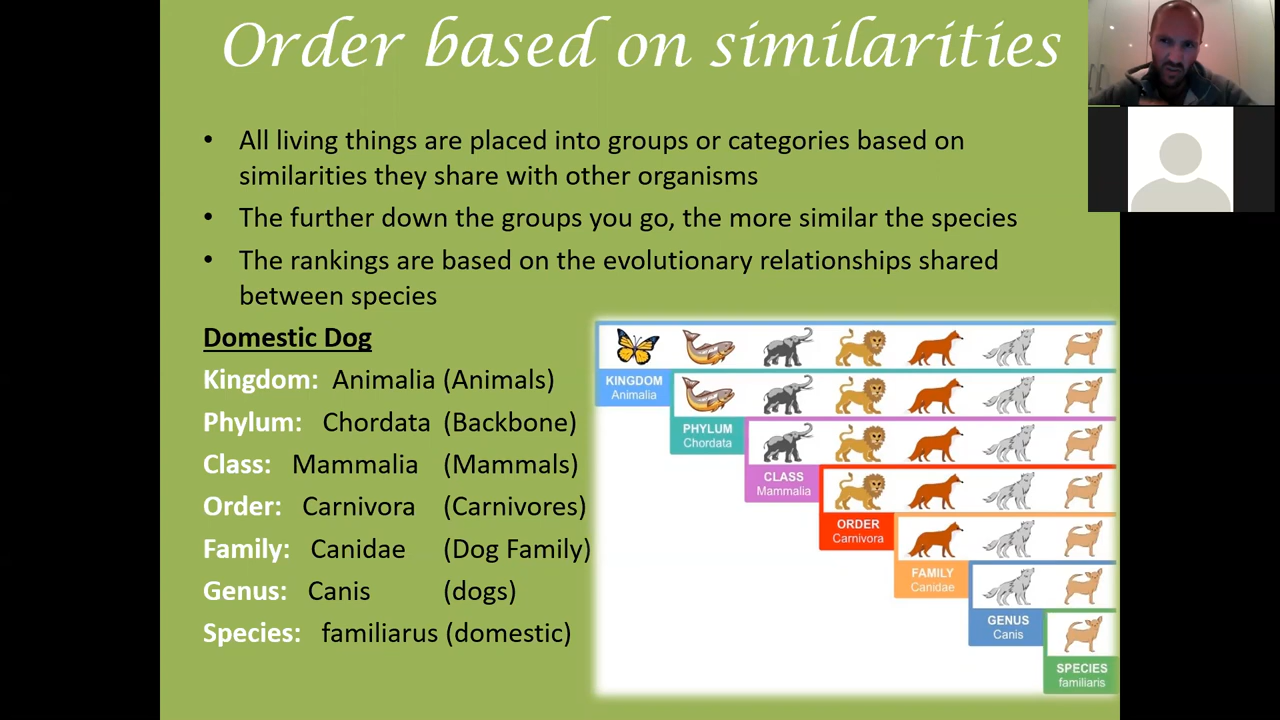 Order based on similarities
• All living things are placed into groups or categories based on
similarities they share with other organisms
• The further down the groups you go, the more similar the species
• The rankings are based on the evolutionary relationships shared
between species
Domestic Dog
Kingdom: Animalia (Animals)
Phylum: Chordata (Backbone)
Class: Mammalia (Mammals)
Order: Carnivora (Carnivores)
Family: Canidae (Dog Family)
Genus: Canis (dogs)
Species: familiarus (domestic)
KINGDOM
Animalia
PHYLUM
Chordata
CLASS
Mammalia
ORDER
Carnivora
FAMILY
Canidae
GENUS
Canis
SPECIES
familiaris